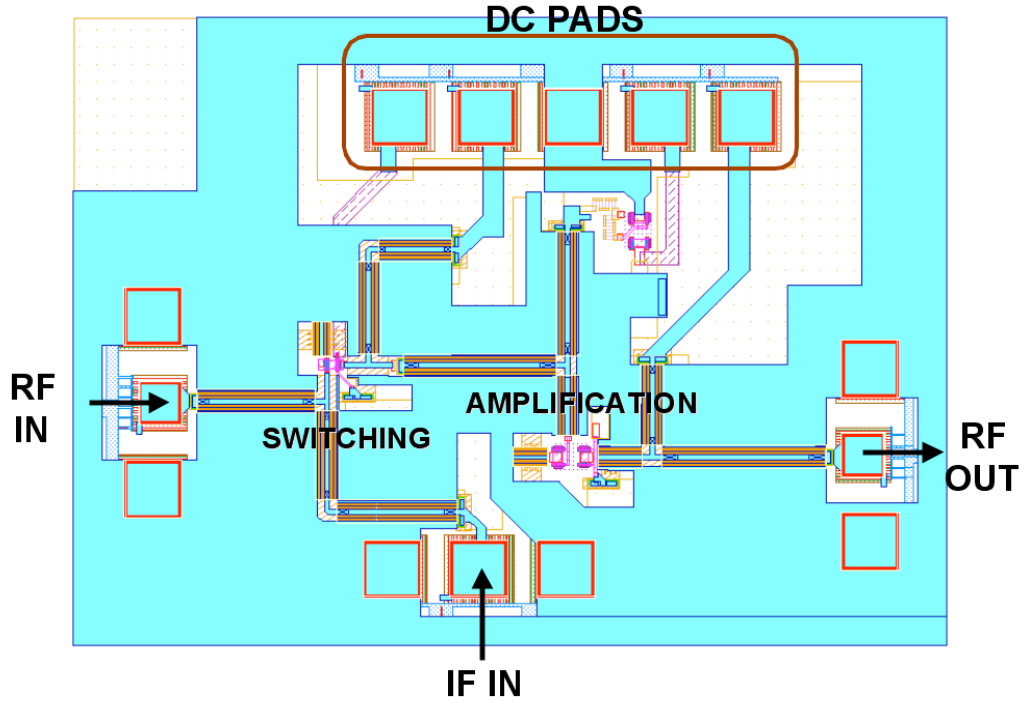 DC PADS
RF
IN
SWITCHING
AMPLIFICATION
RF
OUT
IF IN